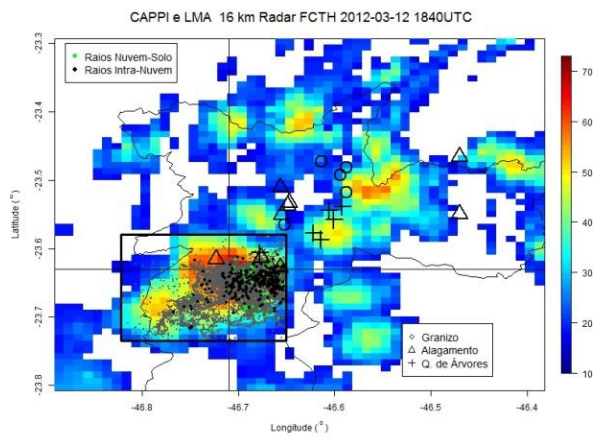 CAPPI e LMA 16 km Radar FCTH 2012-03-12 1840UTC
Raios Nuvem-Solo
Raios Intra-Nuvem
-23.3
-23.4
-23.5
-23.6
-23.7
-23.8
Latitude (°)
70
60
50
40
30
20
10
Granizo
Alagamento
Q. de Árvores
-46.8
-46.7
-46.6
-46.5
-46.4
Longitude (°)